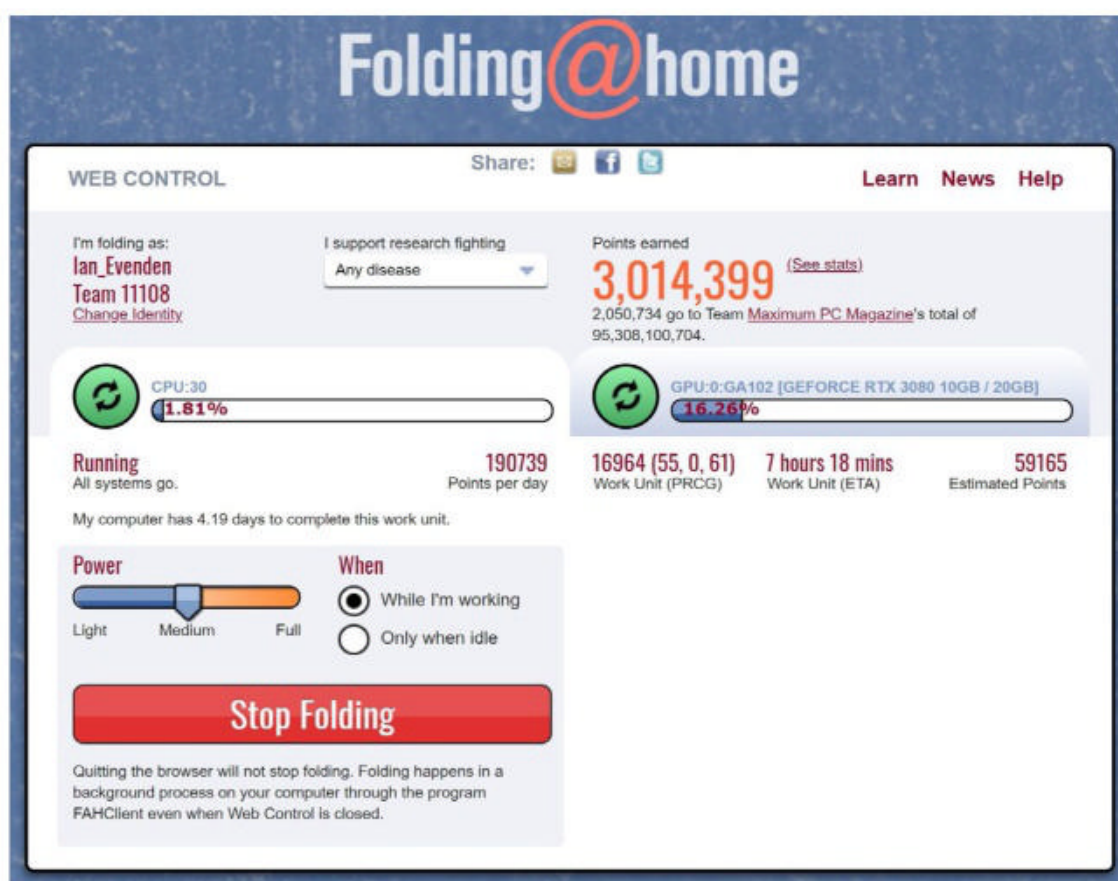 Folding@home
WEB CONTROL
Share:
Learn News Help
I'm folding as:
Ian_Evenden
Team 11108
Change Identity
I support research fighting
Any disease
Points earned
3,014,399 (See stats)
2,050,734 go to Team Maximum PC Magazine's total of
95,308,100,704.
CPU:30
1.81%
GPU:0:GA102 [GEFORCE RTX 3080 10GB / 20GB]
16.26%
Running
All systems go.
190739
Points per day
16964 (55, 0, 61)
Work Unit (PRCG)
7 hours 18 mins
Work Unit (ETA)
59165
Estimated Points
My computer has 4.19 days to complete this work unit.
Power
Light Medium Full
When
While I'm working
Only when idle
Stop Folding
Quitting the browser will not stop folding. Folding happens in a
background process on your computer through the program
FAHClient even when Web Control is closed.